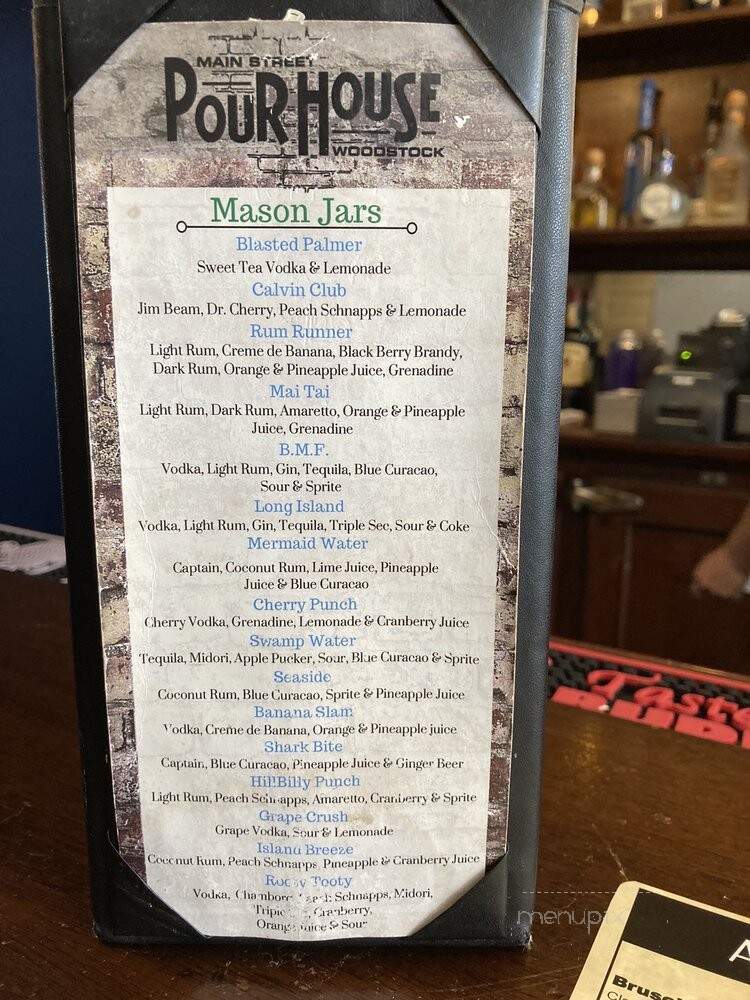 MAIN STREET
POUR HOUSE
WOODSTOCK
Mason Jars
Blasted Palmer
Sweet Tea Vodka & Lemonade
Calvin Club
Jim Beam, Dr. Cherry, Peach Schnapps & Lemonade
Rum Runner
Light Rum, Creme de Banana, Black Berry Brandy,
Dark Rum, Orange & Pineapple Juice, Grenadine
Mai Tai
Light Rum, Dark Rum, Amaretto, Orange & Pineapple
Juice, Grenadine
B.M.F.
Vodka, Light Rum, Gin, Tequila, Blue Curacao,
Sour & Sprite
Long Island
Vodka, Light Rum, Gin, Tequila, Triple Sec, Sour & Coke
Mermaid Water
Captain, Coconut Rum, Lime Juice, Pineapple
Juice & Blue Curacao
Cherry Punch
Cherry Vodka, Grenadine, Lemonade & Cranberry Juice
Swamp Water
Tequila, Midori, Apple Pucker, Sour, Blue Curacao & Sprite
Seaside
Coconut Rum, Blue Curacao, Sprite & Pineapple Juice
Banana Slam
Vodka, Creme de Banana, Orange & Pineapple juice
Shark Bite
Captain, Blue Curacao, Pineapple Juice & Ginger Beer
HillBilly Punch
Light Rum, Peach Schnapps, Amaretto, Cranberry & Sprite
Grape Crush
Grape Vodka, Sour & Lemonade
Island Breeze
Coconut Rum, Peach Schnapps, Pineapple & Cranberry Juice
Tooty
Vodka, Schnapps, Midori,
Cranberry,
Orange Juice & Sour
Taste